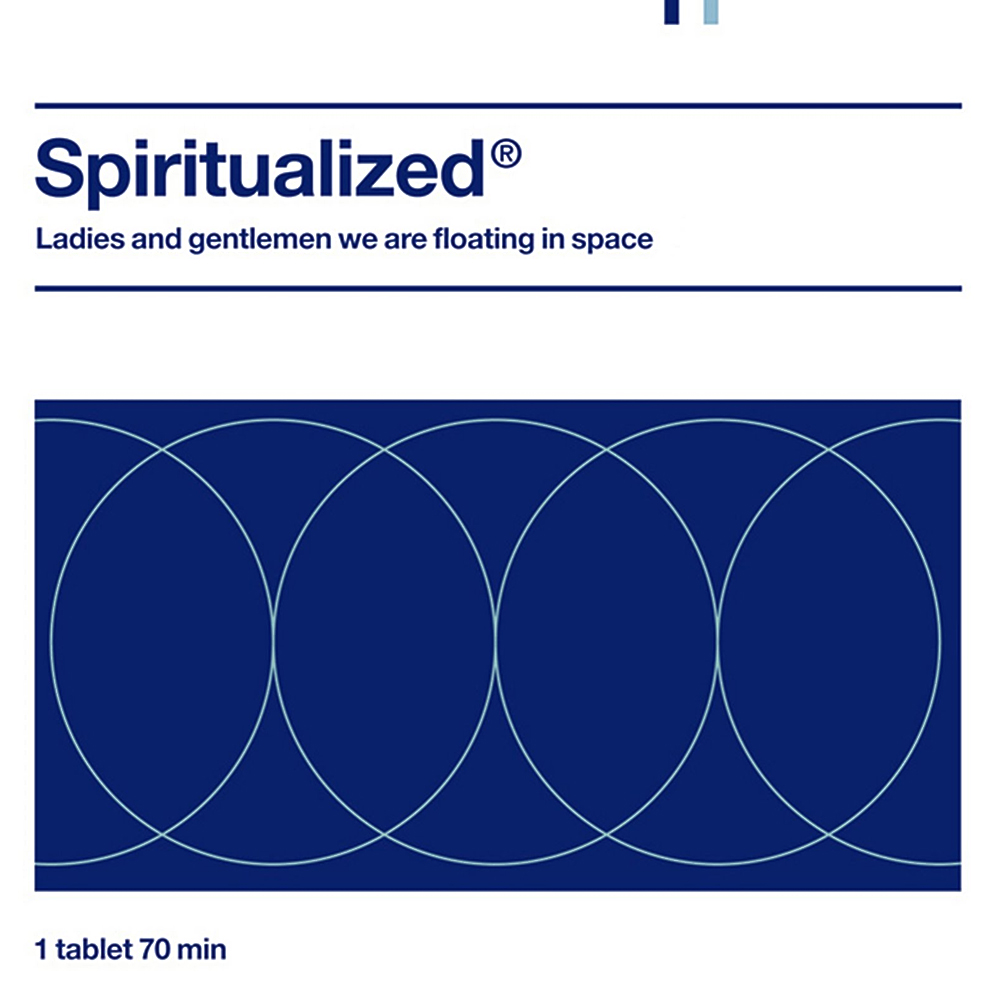 Spiritualized®
Ladies and gentlemen we are floating in space
1 tablet 70 min